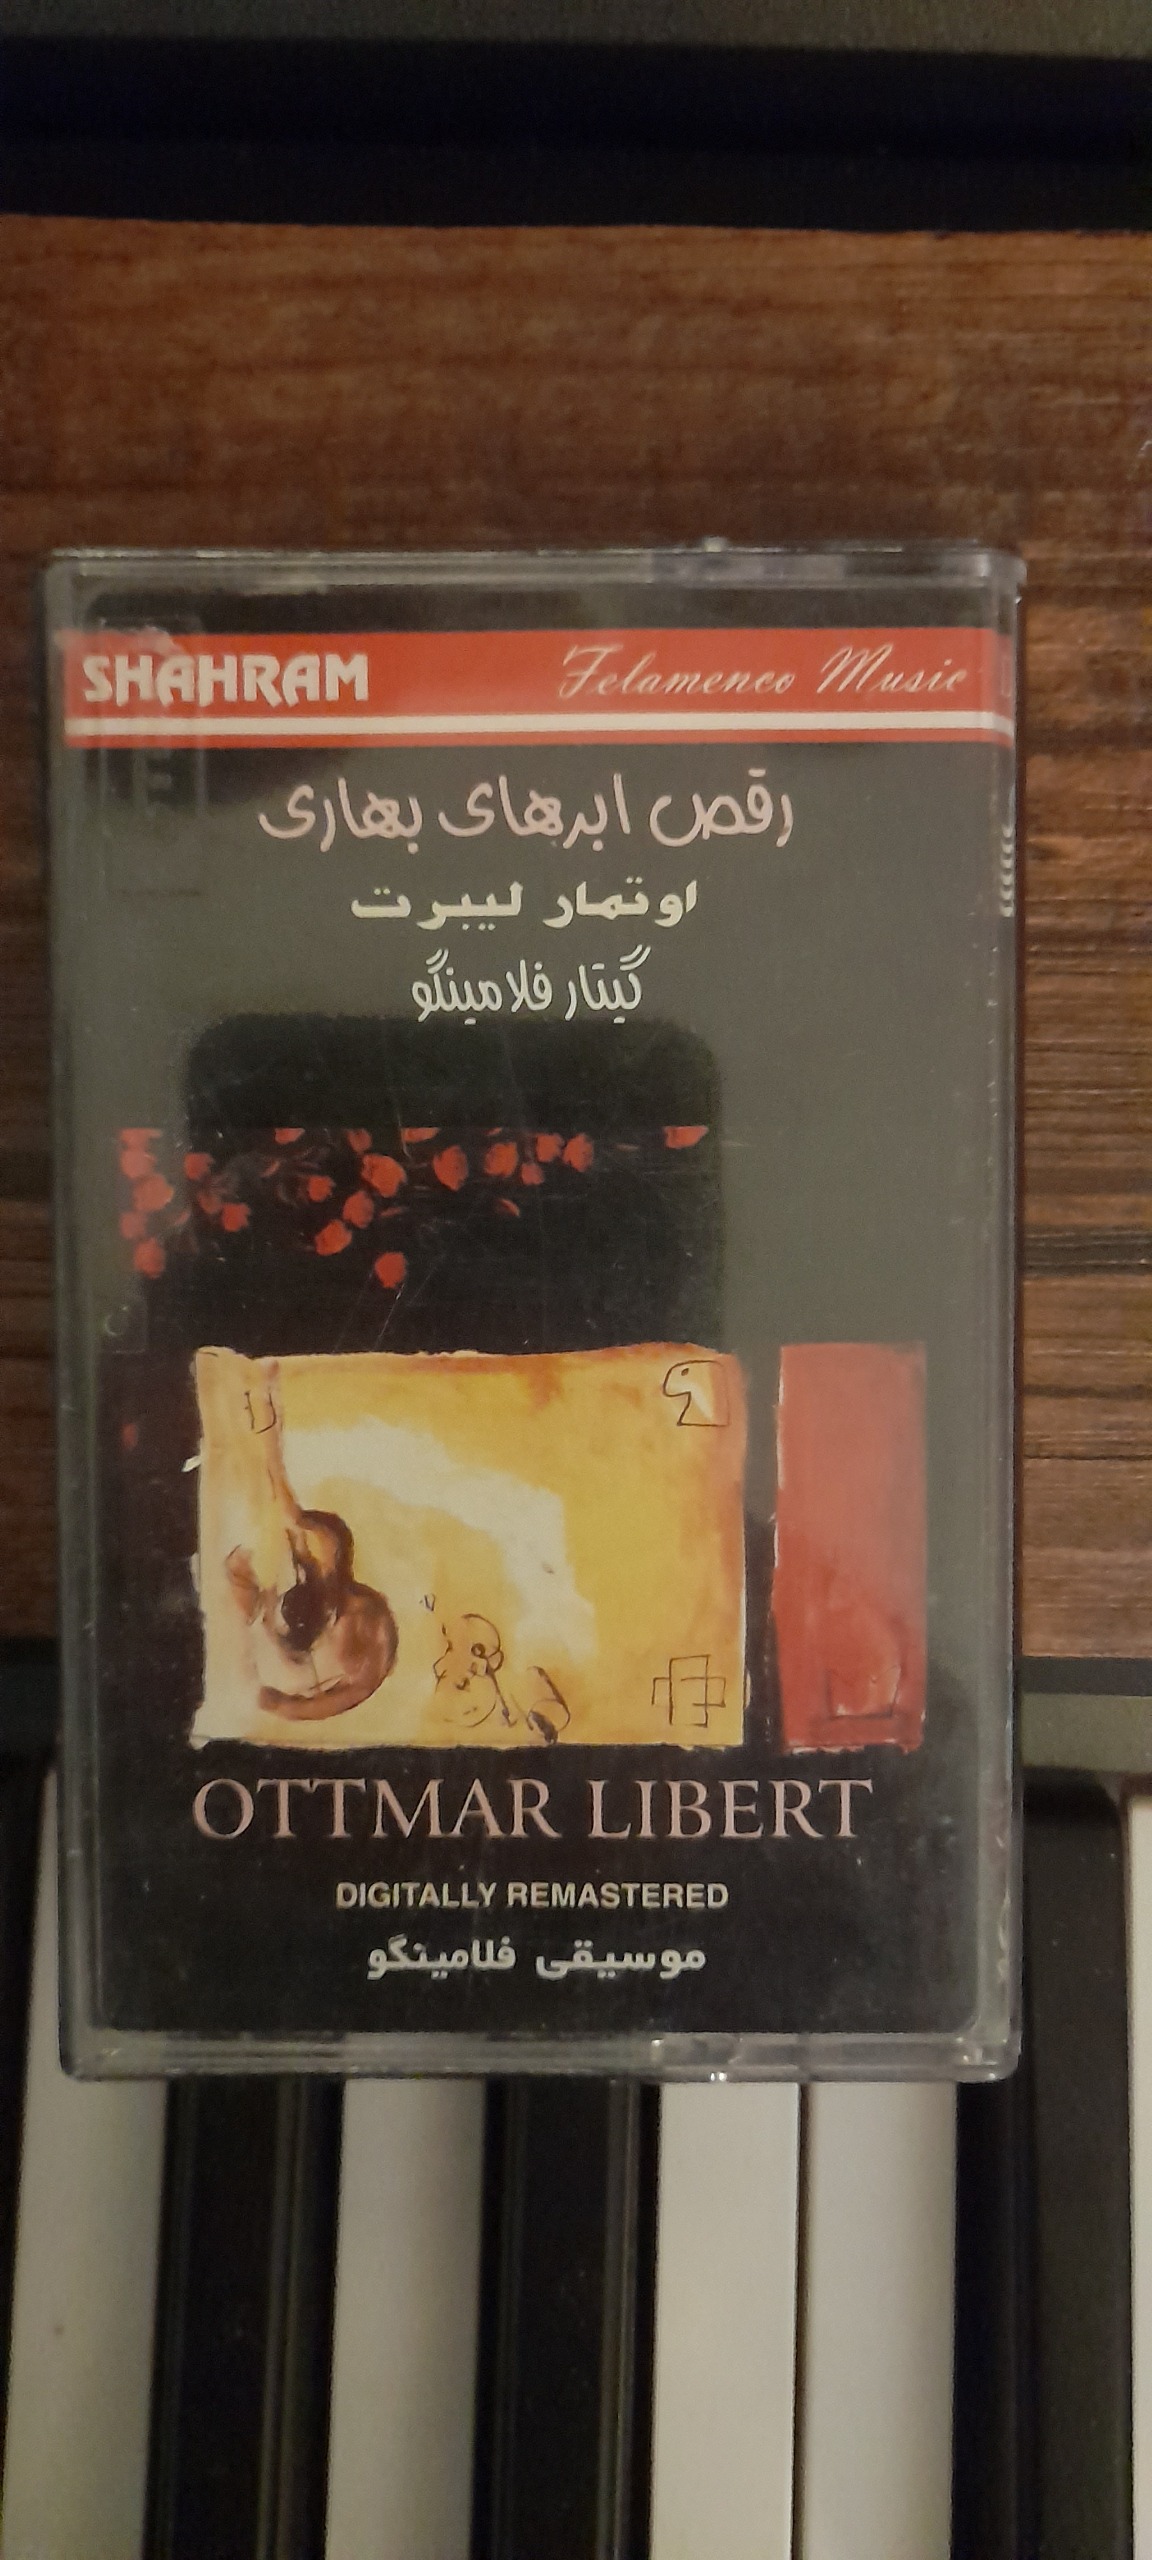 SHAHRAM Felamenco Music
رقص ابرهای بهاری
اوتمار لیبرت
گیتار فلامینگو
OTTMAR LIBERT
DIGITALLY REMASTERED
موسیقی فلامینگو